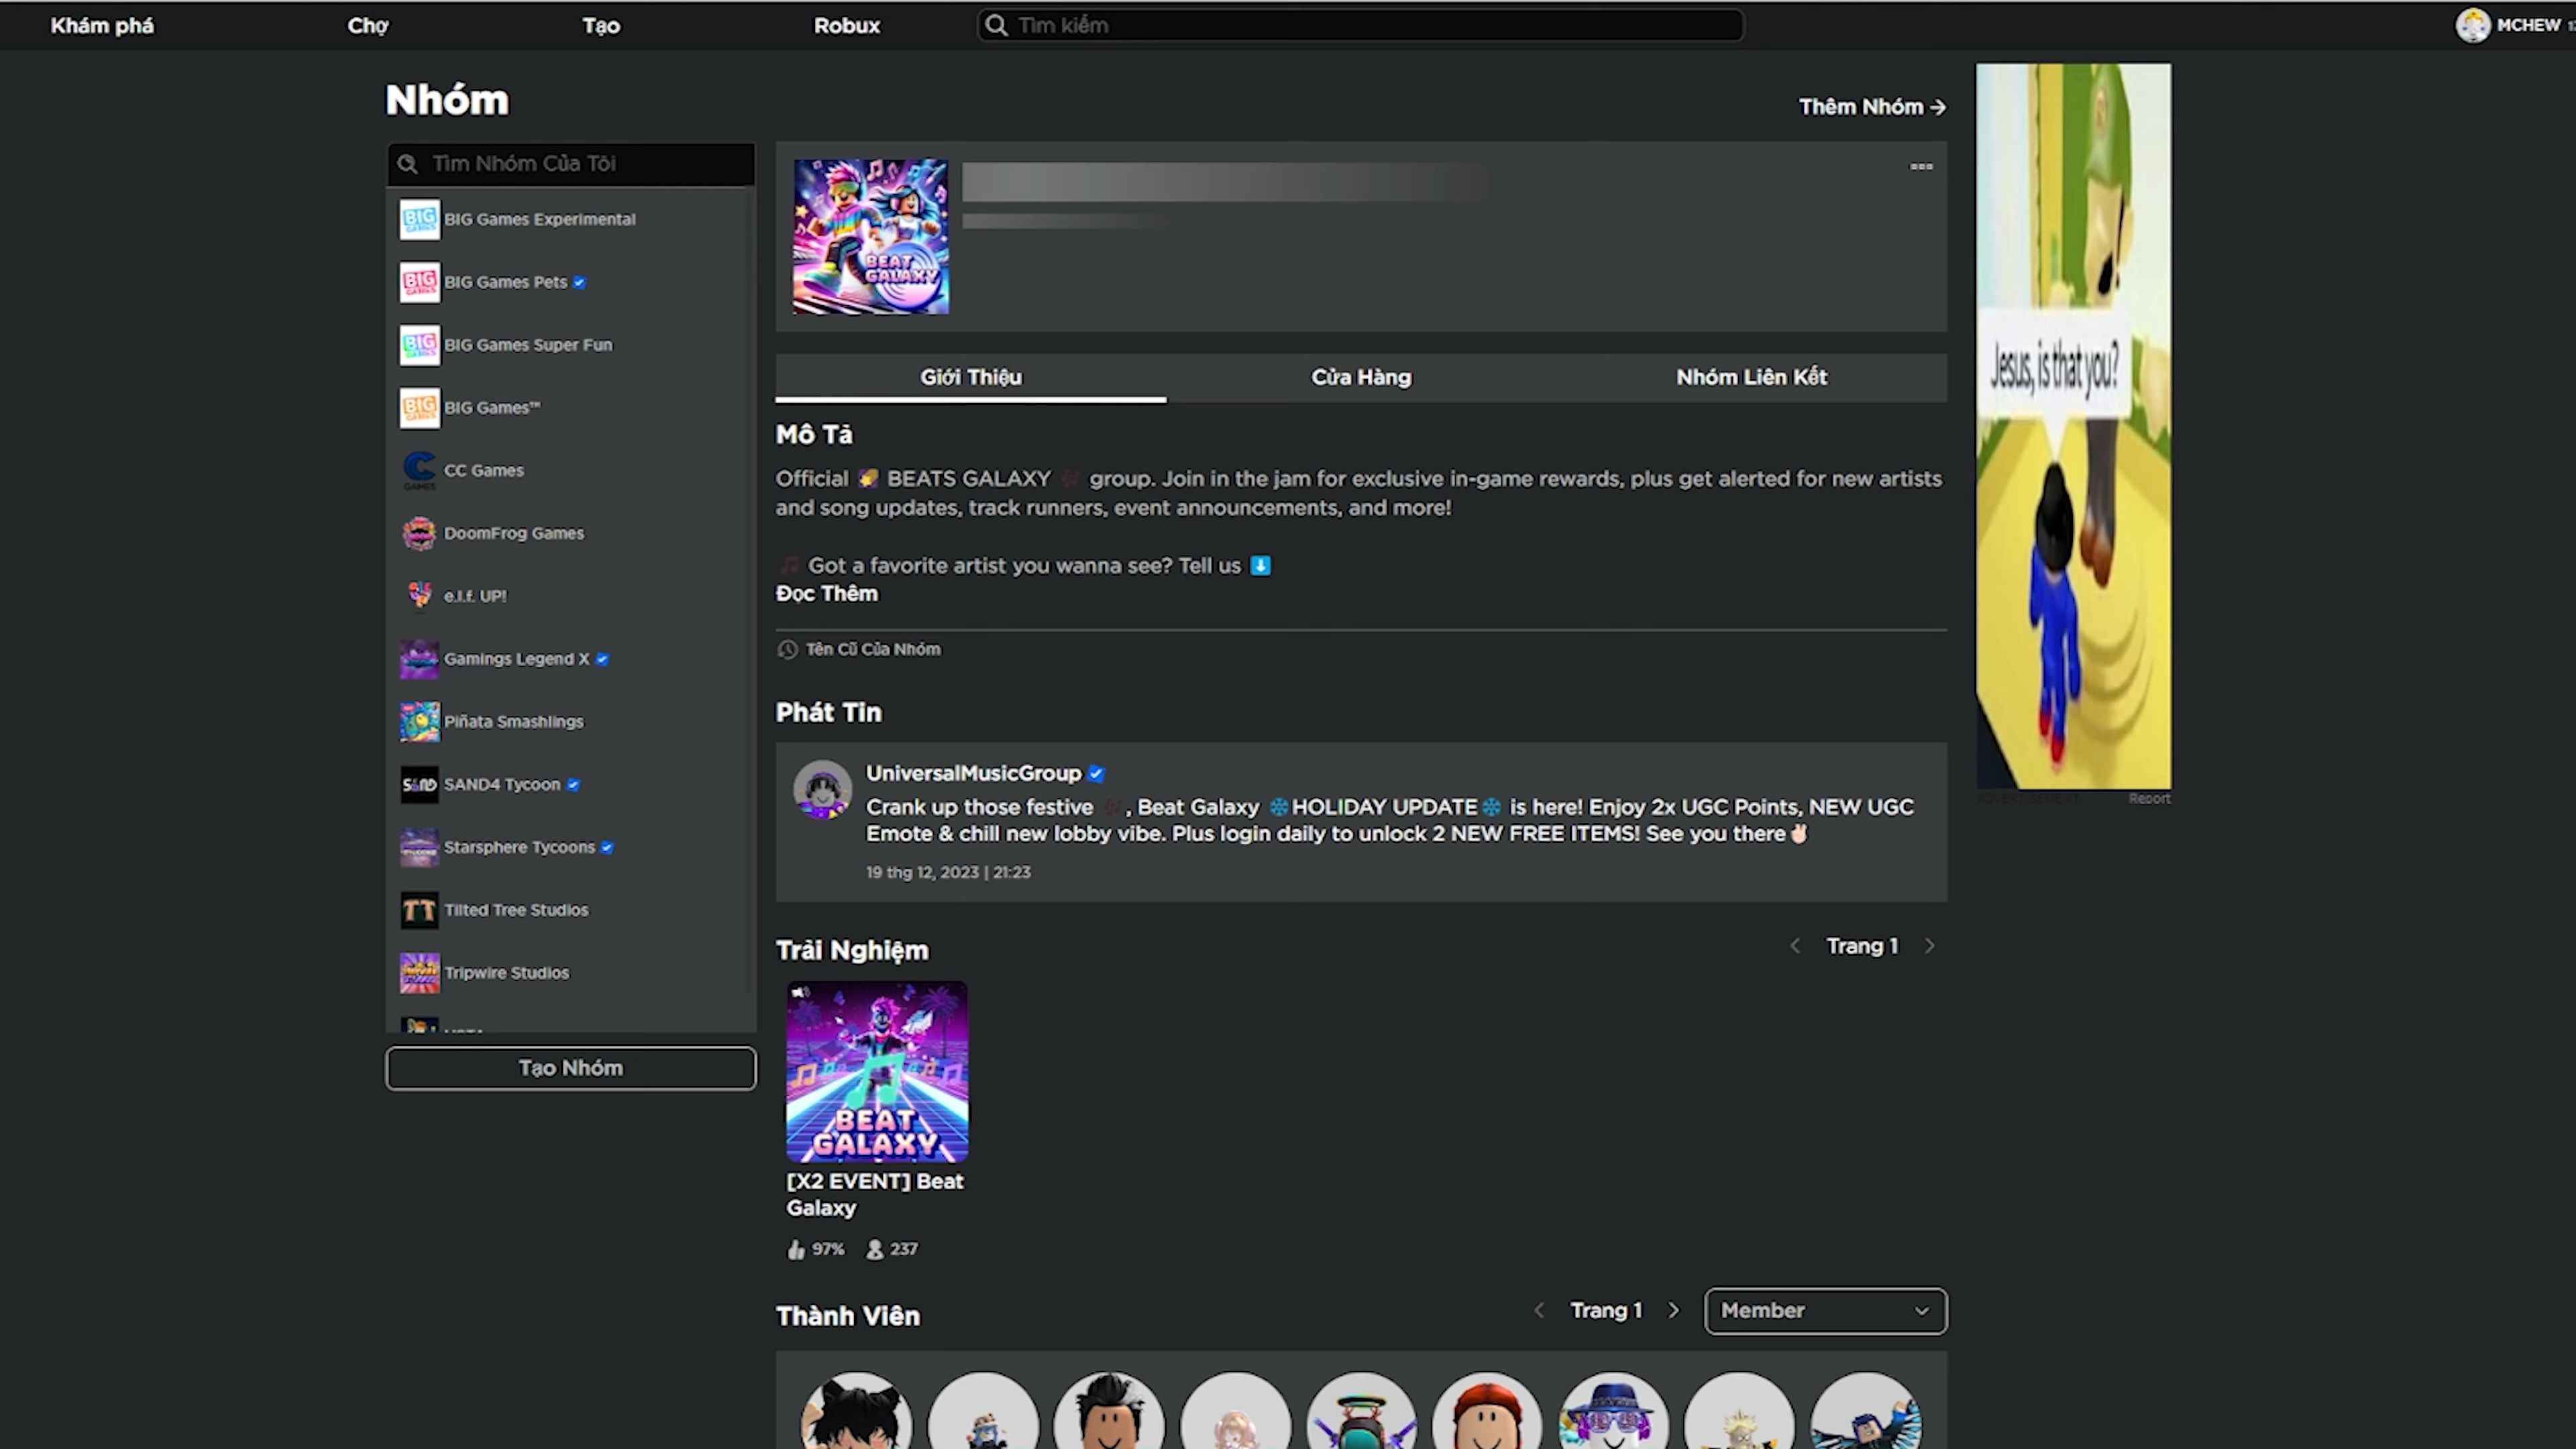 Khám phá
Chợ
Tạo
Robux
Tìm kiếm
MCHEW
Nhóm
Thêm Nhóm
Tìm Nhóm Của Tôi
BIG Games Experimental
BIG Games Pets
BIG Games Super Fun
BIG Games™
CC Games
DoomFrog Games
e.l.f. UP!
Gamings Legend X
Piñata Smashlings
SAND4 Tycoon
Starsphere Tycoons
Tilted Tree Studios
Tripwire Studios
Tạo Nhóm
BEAT
GALAXY
Giới Thiệu
Cửa Hàng
Nhóm Liên Kết
Mô Tả
Official 🌠 BEATS GALAXY 🎶 group. Join in the jam for exclusive in-game rewards, plus get alerted for new artists
and song updates, track runners, event announcements, and more!
🎵 Got a favorite artist you wanna see? Tell us ⬇️
Đọc Thêm
Tên Cũ Của Nhóm
Phát Tin
UniversalMusicGroup
Crank up those festive 🎶, Beat Galaxy ❄️HOLIDAY UPDATE❄️ is here! Enjoy 2x UGC Points, NEW UGC
Emote & chill new lobby vibe. Plus login daily to unlock 2 NEW FREE ITEMS! See you there✌🏻
19 thg 12, 2023 | 21:23
Trải Nghiệm
Trang 1
BEAT
GALAXY
[X2 EVENT] Beat
Galaxy
97%
237
Thành Viên
Trang 1
Member
Jesus, is that you?
ADVERTISEMENT
Report